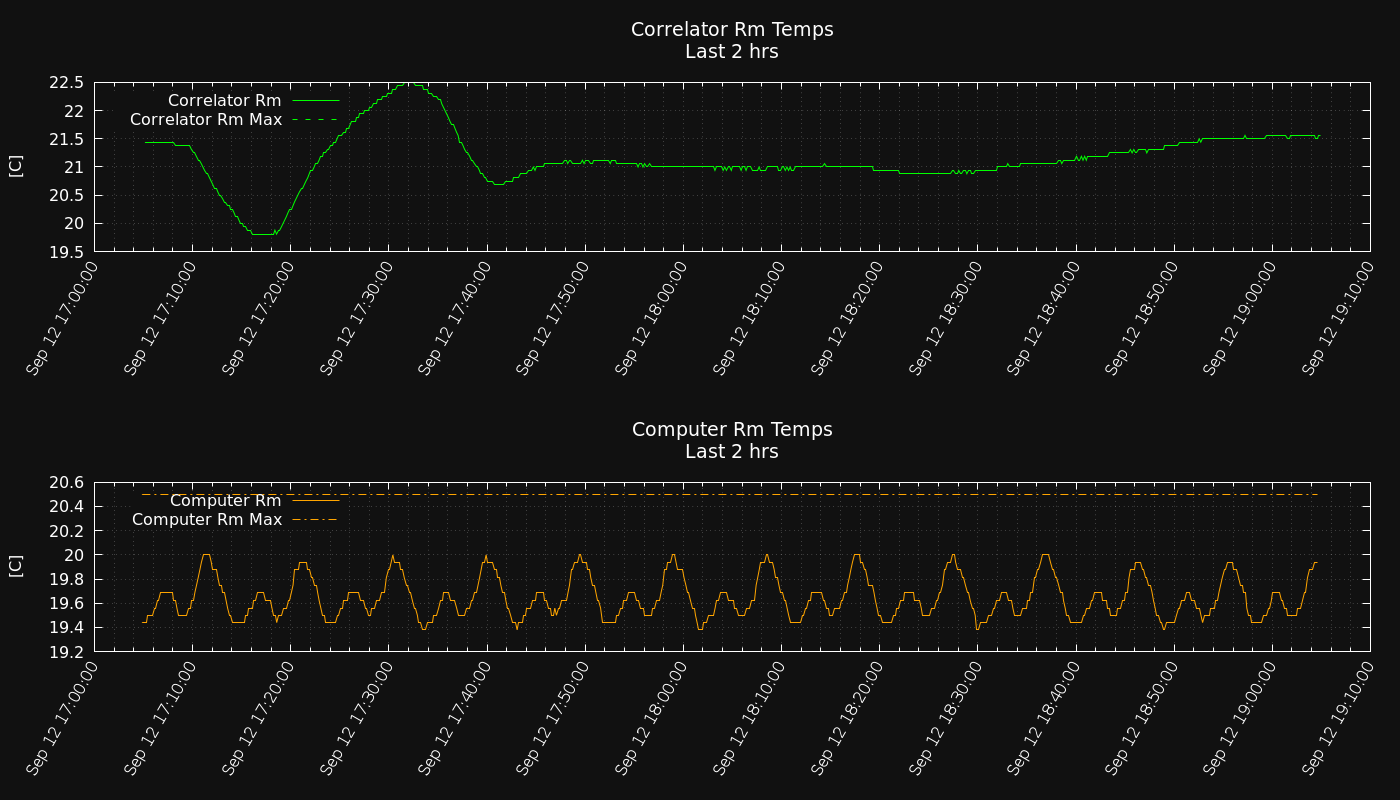 Correlator Rm Temps
Last 2 hrs
[C]
22.5
22
21.5
21
20.5
20
19.5
Correlator Rm
Correlator Rm Max
Sep 12 17:00:00
Sep 12 17:10:00
Sep 12 17:20:00
Sep 12 17:30:00
Sep 12 17:40:00
Sep 12 17:50:00
Sep 12 18:00:00
Sep 12 18:10:00
Sep 12 18:20:00
Sep 12 18:30:00
Sep 12 18:40:00
Sep 12 18:50:00
Sep 12 19:00:00
Sep 12 19:10:00
Computer Rm Temps
Last 2 hrs
[C]
20.6
20.4
20.2
20
19.8
19.6
19.4
19.2
Computer Rm
Computer Rm Max
Sep 12 17:00:00
Sep 12 17:10:00
Sep 12 17:20:00
Sep 12 17:30:00
Sep 12 17:40:00
Sep 12 17:50:00
Sep 12 18:00:00
Sep 12 18:10:00
Sep 12 18:20:00
Sep 12 18:30:00
Sep 12 18:40:00
Sep 12 18:50:00
Sep 12 19:00:00
Sep 12 19:10:00